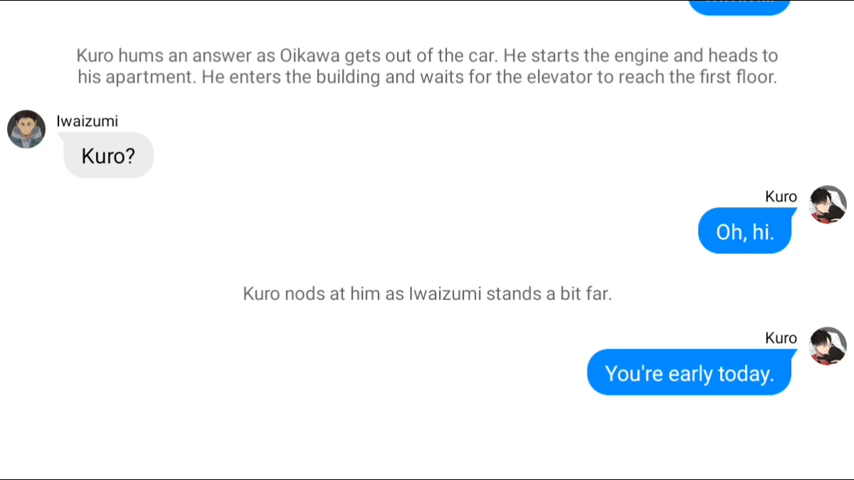 Kuro hums an answer as Oikawa gets out of the car. He starts the engine and heads to
his apartment. He enters the building and waits for the elevator to reach the first floor.
Iwaizumi
Kuro?
Kuro
Oh, hi.
Kuro nods at him as Iwaizumi stands a bit far.
Kuro
You're early today.